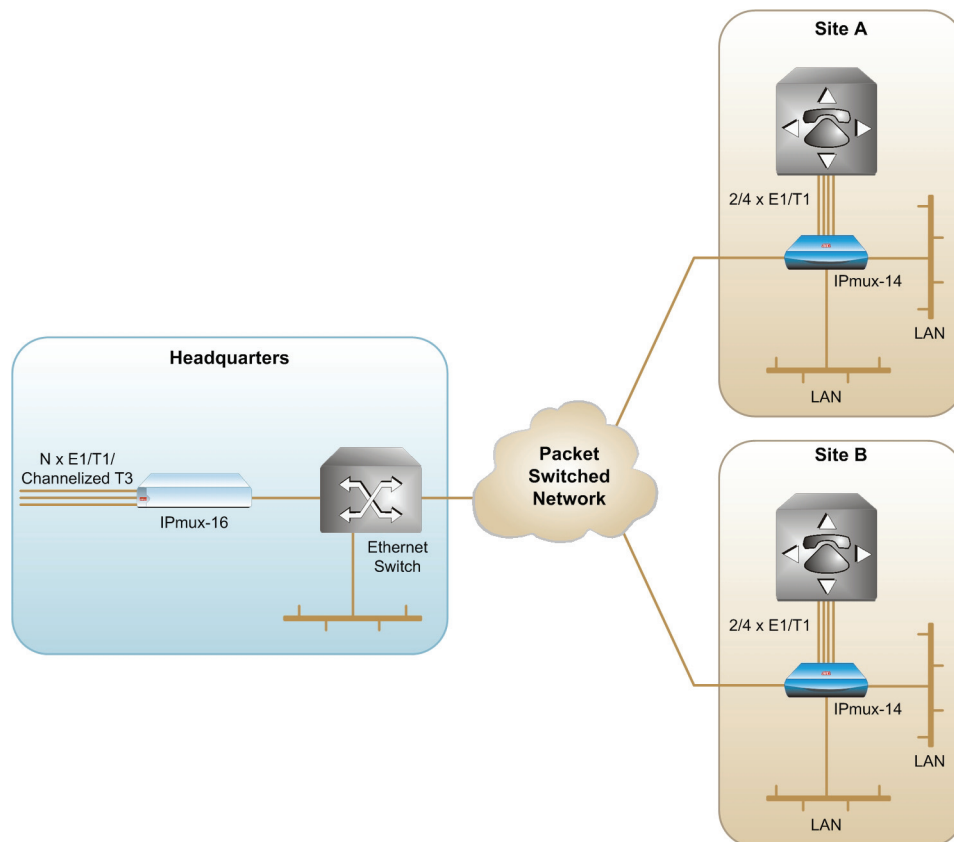 Site A
2/4 x E1/T1
IPmux-14
LAN
LAN
Headquarters
N x E1/T1/
Channelized T3
IPmux-16
Ethernet
Switch
Packet
Switched
Network
Site B
2/4 x E1/T1
IPmux-14
LAN
LAN